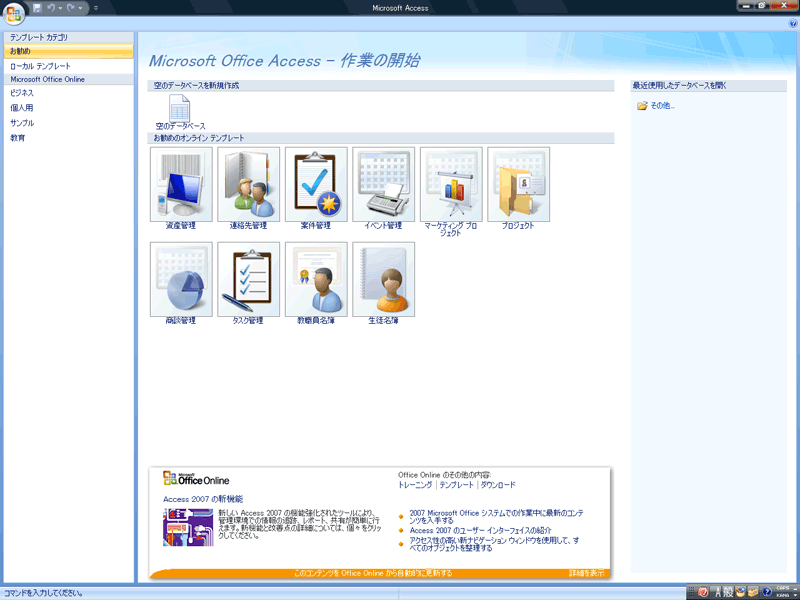 Microsoft Access
テンプレート カテゴリ
お勧め
ローカル テンプレート
Microsoft Office Online
ビジネス
個人用
サンプル
教育
Microsoft Office Access - 作業の開始
空のデータベースを新規作成
空のデータベース
お勧めのオンライン テンプレート
資産管理
連絡先管理
案件管理
イベント管理
マーケティング プロ
ジェクト
プロジェクト
商談管理
タスク管理
教職員名簿
生徒名簿
最近使用したデータベースを開く
その他...
Microsoft
Office Online
Access 2007 の新機能
新しい Access 2007 の機能強化されたツールにより、
管理環境での情報の追跡、レポート、共有が簡単に行
えます。新機能と改善点の詳細については、個々をクリッ
クしてください。
Office Online のその他の内容:
トレーニング | テンプレート | ダウンロード
2007 Microsoft Office システムでの作業中に最新のコンテ
ンツを入手する
Access 2007 のユーザー インターフェイスの紹介
アクセス性の高い新ナビゲーション ウィンドウを使用して、す
べてのオブジェクトを整理する
このコンテンツを Office Online から自動的に更新する
詳細を表示
コマンドを入力してください。
A 般
CAPS
KANA